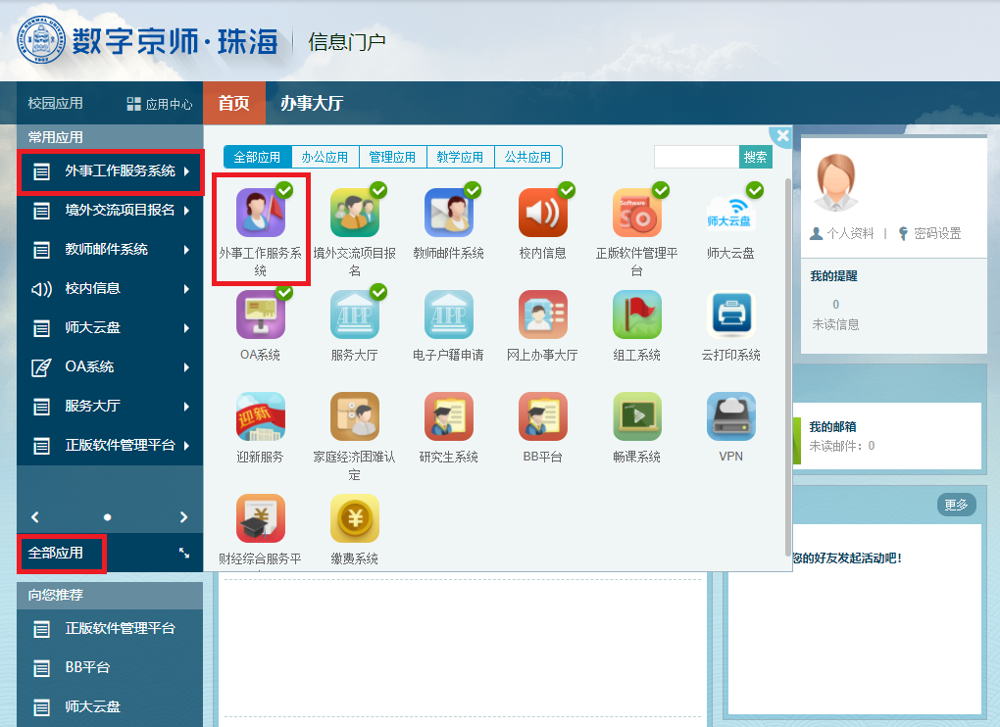 数字京师·珠海
信息门户
校园应用
应用中心
首页
办事大厅
常用应用
外事工作服务系统
境外交流项目报名
教师邮件系统
校内信息
师大云盘
OA系统
服务大厅
正版软件管理平台
全部应用
向您推荐
正版软件管理平台
BB平台
师大云盘
全部应用
办公应用
管理应用
教学应用
公共应用
搜索
外事工作服务系
统
境外交流项目报
名
教师邮件系统
校内信息
Software
正版软件管理平
台
师大云盘
师大云盘
OA系统
APP
服务大厅
APP
电子户籍申请
网上办事大厅
组工系统
云打印系统
迎新
迎新服务
家庭经济困难认
定
研究生系统
BB平台
畅课系统
VPN
财经综合服务平
缴费系统
个人资料
密码设置
我的提醒
0
未读信息
我的邮箱
未读邮件：0
更多
您的好友发起活动吧！